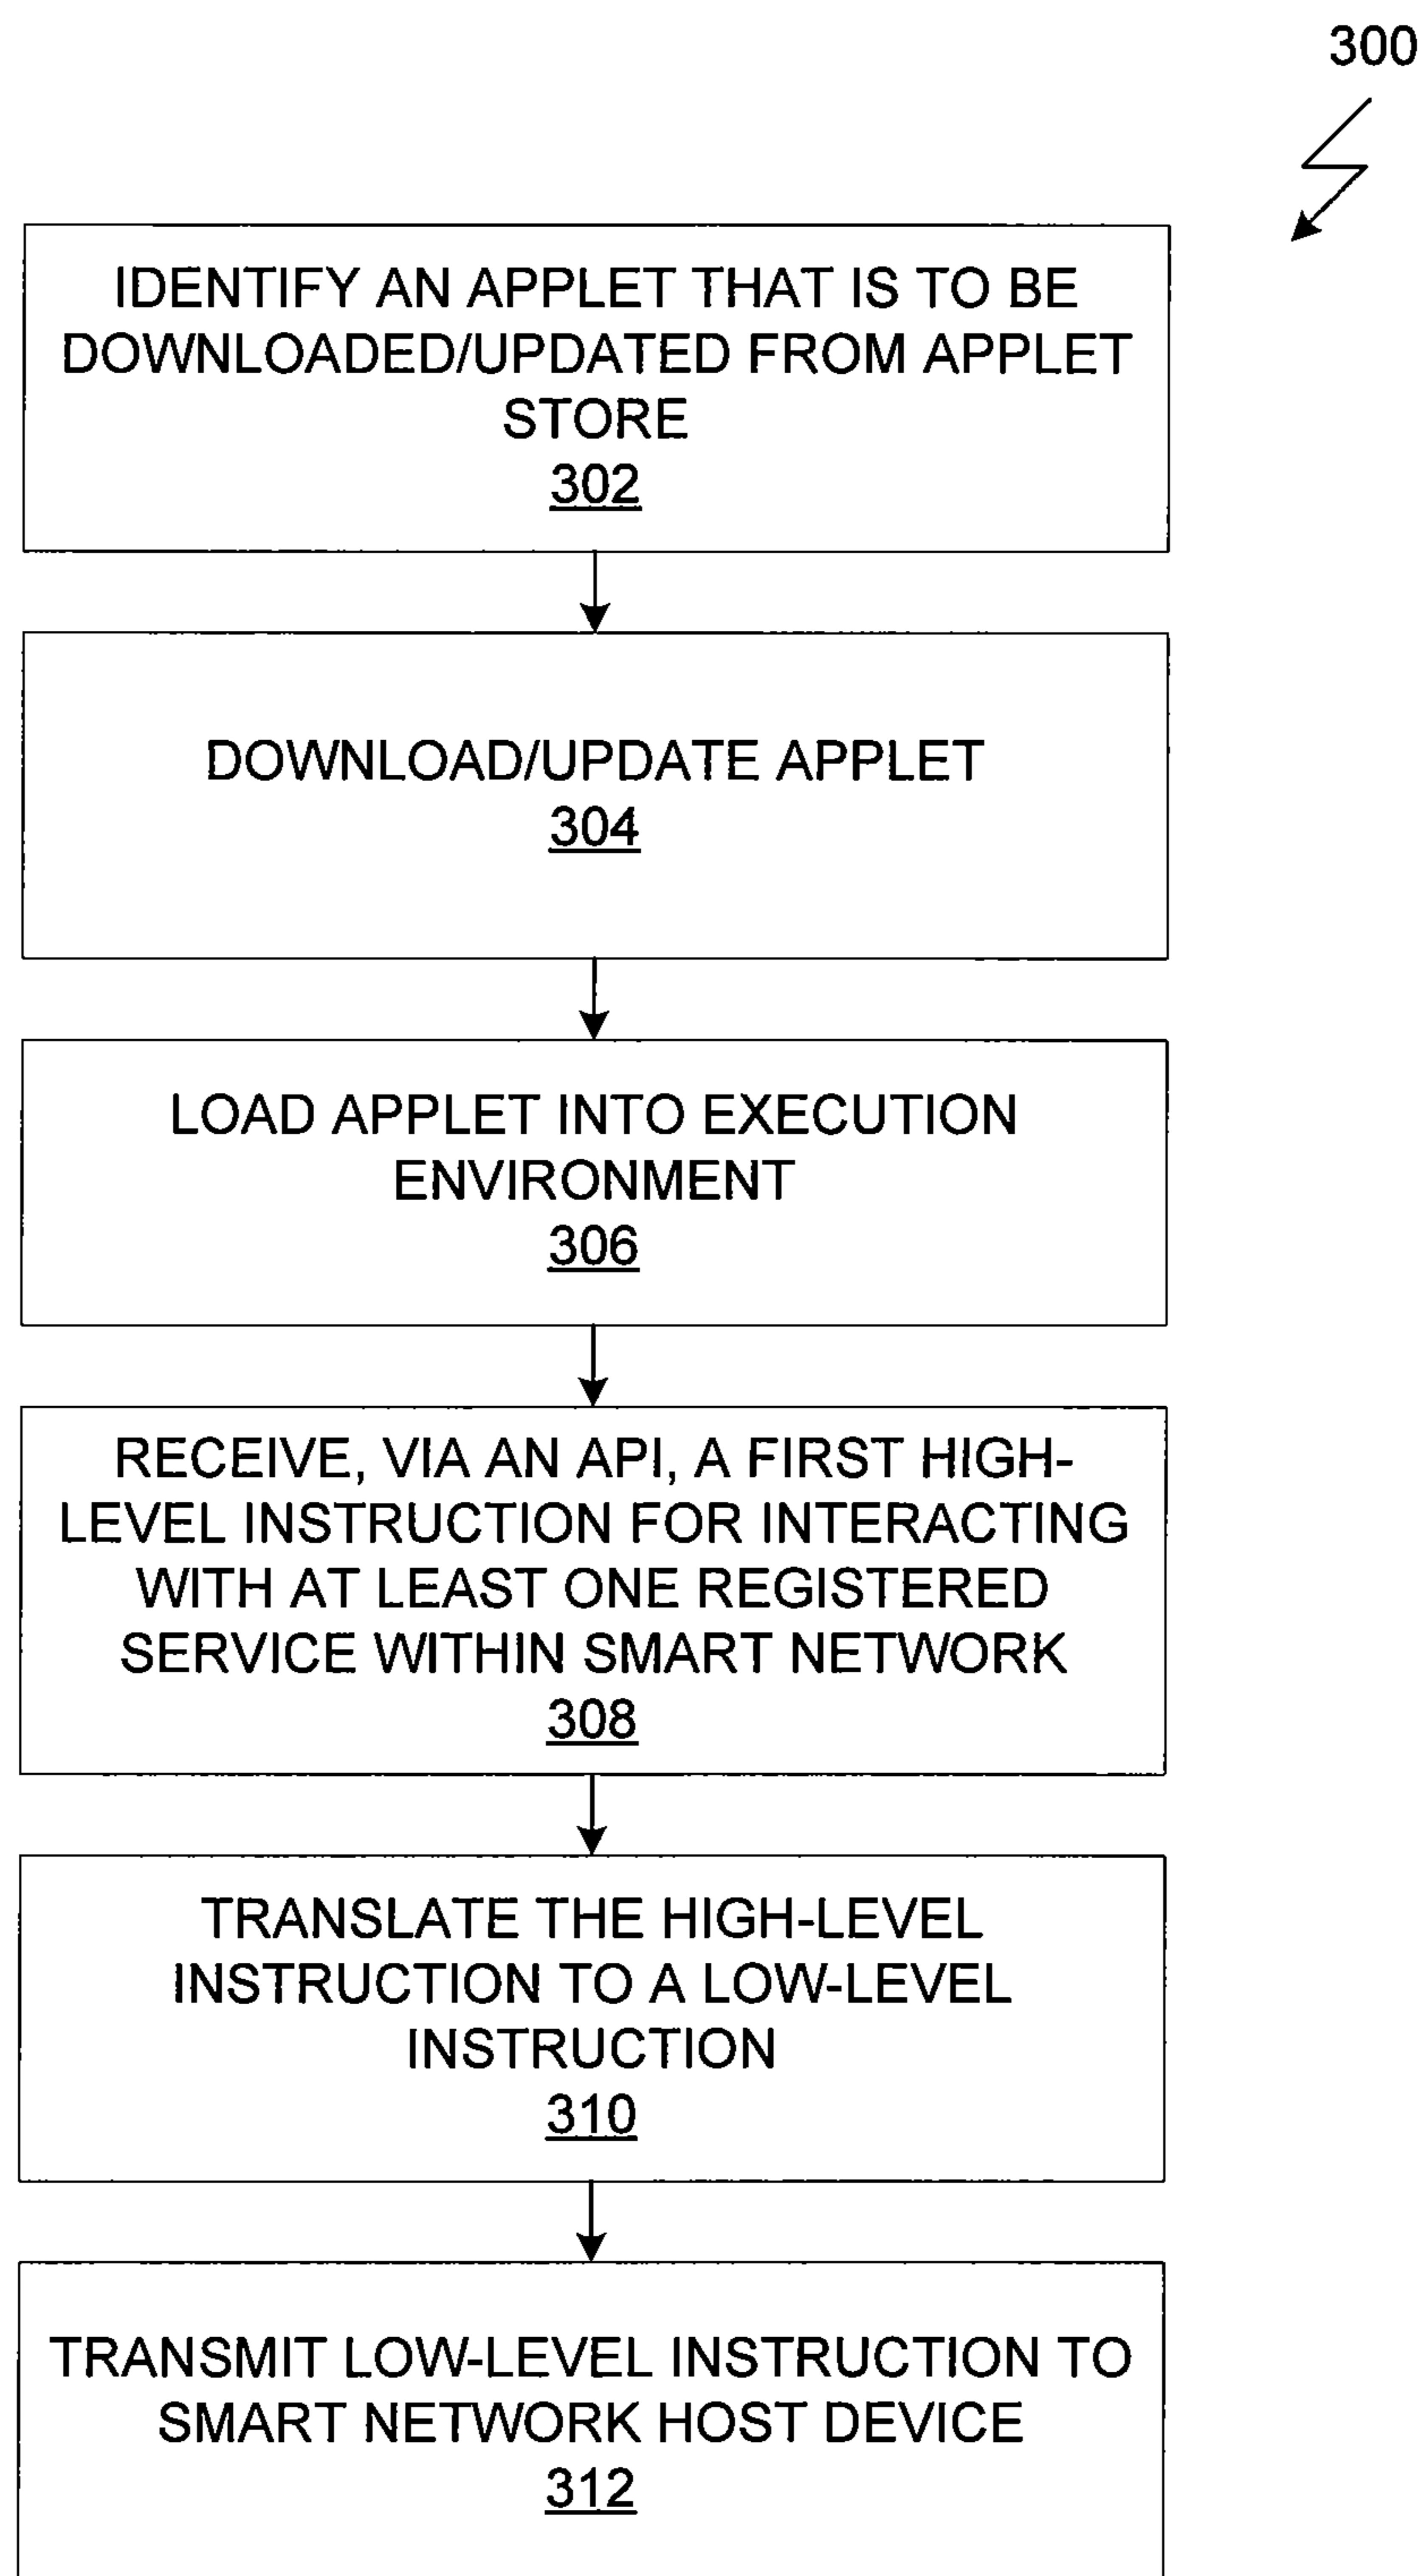 300
IDENTIFY AN APPLET THAT IS TO BE
DOWNLOADED/UPDATED FROM APPLET
STORE
302
DOWNLOAD/UPDATE APPLET
304
LOAD APPLET INTO EXECUTION
ENVIRONMENT
306
RECEIVE, VIA AN API, A FIRST HIGH-
LEVEL INSTRUCTION FOR INTERACTING
WITH AT LEAST ONE REGISTERED
SERVICE WITHIN SMART NETWORK
308
TRANSLATE THE HIGH-LEVEL
INSTRUCTION TO A LOW-LEVEL
INSTRUCTION
310
TRANSMIT LOW-LEVEL INSTRUCTION TO
SMART NETWORK HOST DEVICE
312